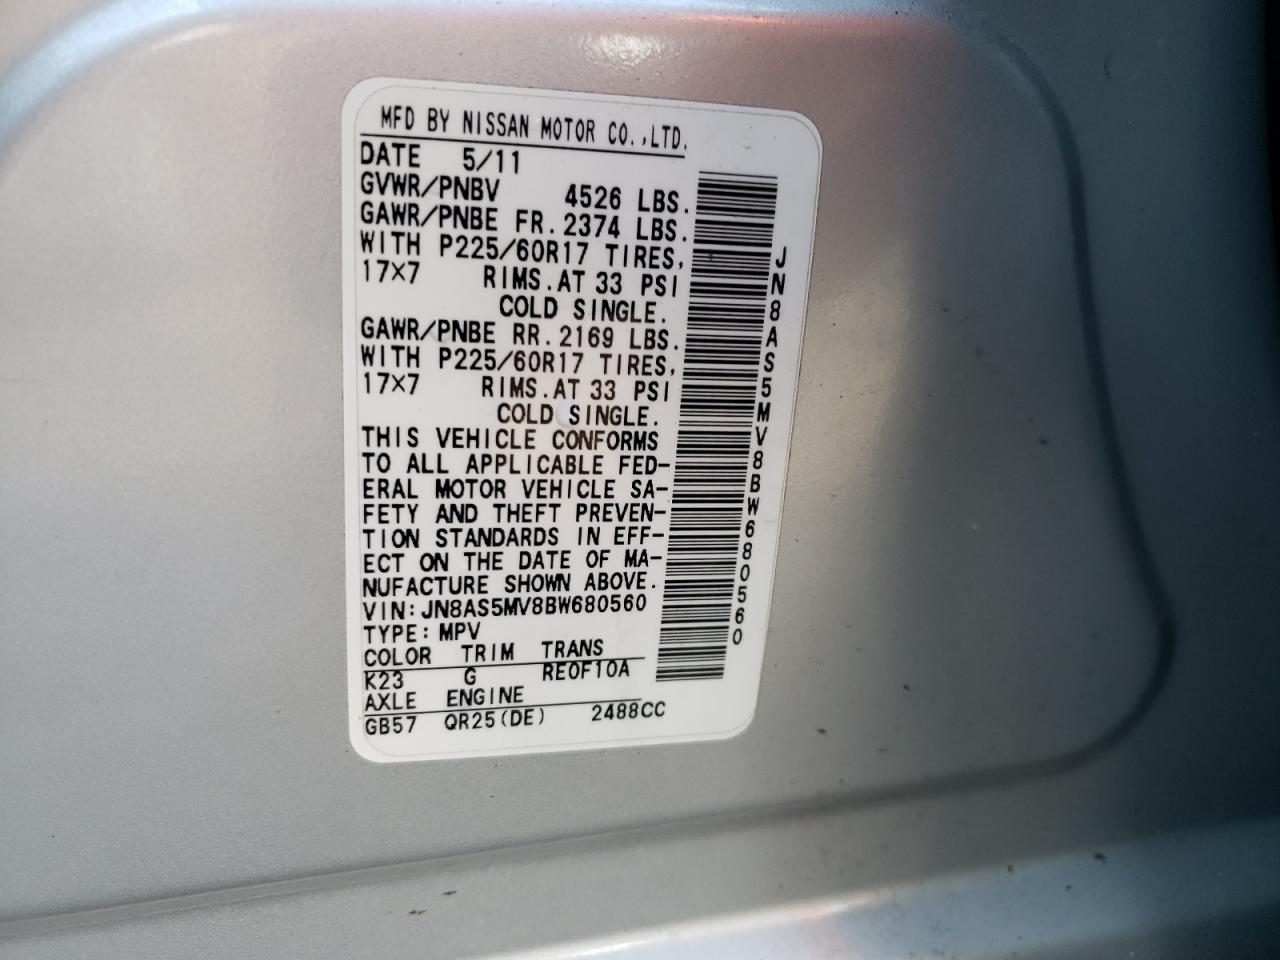 MFD BY NISSAN MOTOR CO.,LTD.
DATE 5/11
GVWR/PNBV 4526 LBS.
GAWR/PNBE FR. 2374 LBS.
WITH P225/60R17 TIRES,
17×7 RIMS. AT 33 PSI
COLD SINGLE.
GAWR/PNBE RR. 2169 LBS.
WITH P225/60R17 TIRES,
17×7 RIMS. AT 33 PSI
COLD SINGLE.
THIS VEHICLE CONFORMS
TO ALL APPLICABLE FED-
ERAL MOTOR VEHICLE SA-
FETY AND THEFT PREVEN-
TION STANDARDS IN EFF-
ECT ON THE DATE OF MA-
NUFACTURE SHOWN ABOVE.
VIN: JN8AS5MV8BW680560
TYPE: MPV
COLOR TRIM TRANS
K23 G RE0F10A
AXLE ENGINE
GB57 QR25(DE) 2488CC
JN8AS5MV8BW680560